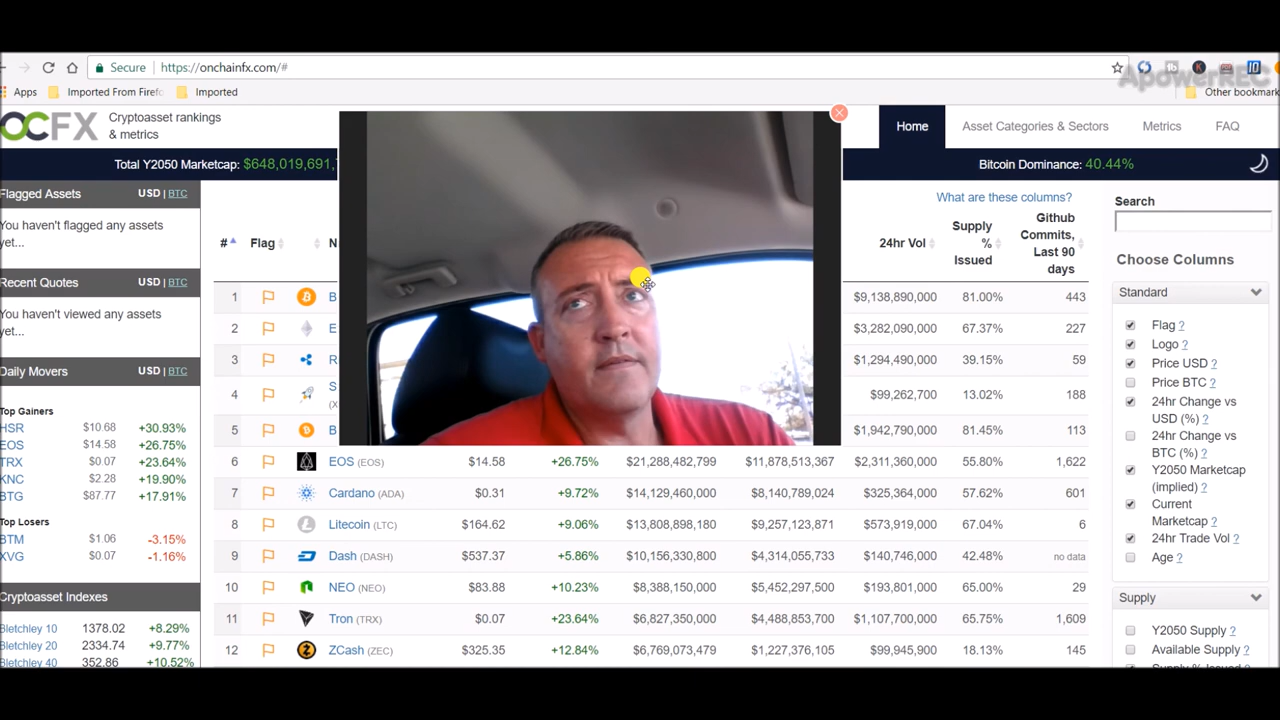 Secure | https://onchainfx.com/#
ApowerREC
Apps Imported From Firef Imported Other bookmark
OCFX Cryptoasset rankings
& metrics
Home Asset Categories & Sectors Metrics FAQ
Total Y2050 Marketcap: $648,019,691, Bitcoin Dominance: 40.44%
Flagged Assets USD | BTC
You haven't flagged any assets
yet...
Recent Quotes USD | BTC
You haven't viewed any assets
yet...
Daily Movers USD | BTC
Top Gainers
HSR $10.68 +30.93%
EOS $14.58 +26.75%
TRX $0.07 +23.64%
KNC $2.28 +19.90%
BTG $87.77 +17.91%
Top Losers
BTM $1.06 -3.15%
XVG $0.07 -1.16%
Cryptoasset Indexes
Bletchley 10 1378.02 +8.29%
Bletchley 20 2334.74 +9.77%
Bletchley 40 352.86 +10.52%
What are these columns?
# Flag N 24hr Vol Supply
%
Issued Github
Commits,
Last 90
days
1 B $9,138,890,000 81.00% 443
2 E $3,282,090,000 67.37% 227
3 R $1,294,490,000 39.15% 59
4 S
(X $99,262,700 13.02% 188
5 B $1,942,790,000 81.45% 113
6 EOS (EOS) $14.58 +26.75% $21,288,482,799 $11,878,513,367 $2,311,360,000 55.80% 1,622
7 Cardano (ADA) $0.31 +9.72% $14,129,460,000 $8,140,789,024 $325,364,000 57.62% 601
8 Litecoin (LTC) $164.62 +9.06% $13,808,898,180 $9,257,123,871 $573,919,000 67.04% 6
9 Dash (DASH) $537.37 +5.86% $10,156,330,800 $4,314,055,733 $140,746,000 42.48% no data
10 NEO (NEO) $83.88 +10.23% $8,388,150,000 $5,452,297,500 $193,801,000 65.00% 29
11 Tron (TRX) $0.07 +23.64% $6,827,350,000 $4,488,853,700 $1,107,700,000 65.75% 1,609
12 ZCash (ZEC) $325.35 +12.84% $6,769,073,479 $1,227,376,105 $99,945,900 18.13% 145
Search
Choose Columns
Standard
Flag ?
Logo ?
Price USD ?
Price BTC ?
24hr Change vs
USD (%) ?
24hr Change vs
BTC (%) ?
Y2050 Marketcap
(implied) ?
Current
Marketcap ?
24hr Trade Vol ?
Age ?
Supply
Y2050 Supply ?
Available Supply ?
Supply % Issued ?